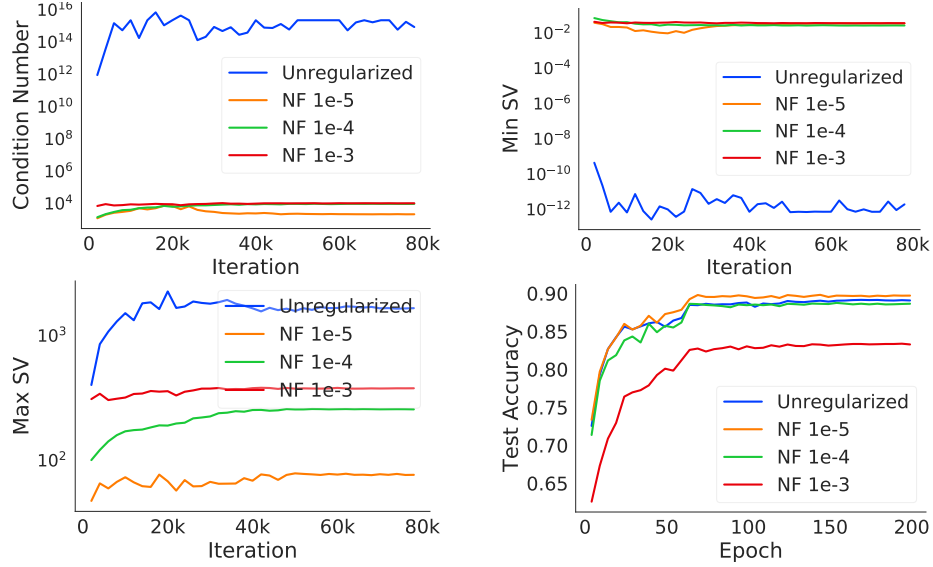 Condition Number
10^16
10^14
10^12
10^10
10^8
10^6
10^4
Unregularized
NF 1e-5
NF 1e-4
NF 1e-3
0 20k 40k 60k 80k
Iteration
Min SV
10^−2
10^−4
10^−6
10^−8
10^−10
10^−12
Unregularized
NF 1e-5
NF 1e-4
NF 1e-3
0 20k 40k 60k 80k
Iteration
Max SV
10^3
10^2
Unregularized
NF 1e-5
NF 1e-4
NF 1e-3
0 20k 40k 60k 80k
Iteration
Test Accuracy
0.90
0.85
0.80
0.75
0.70
0.65
Unregularized
NF 1e-5
NF 1e-4
NF 1e-3
0 50 100 150 200
Epoch